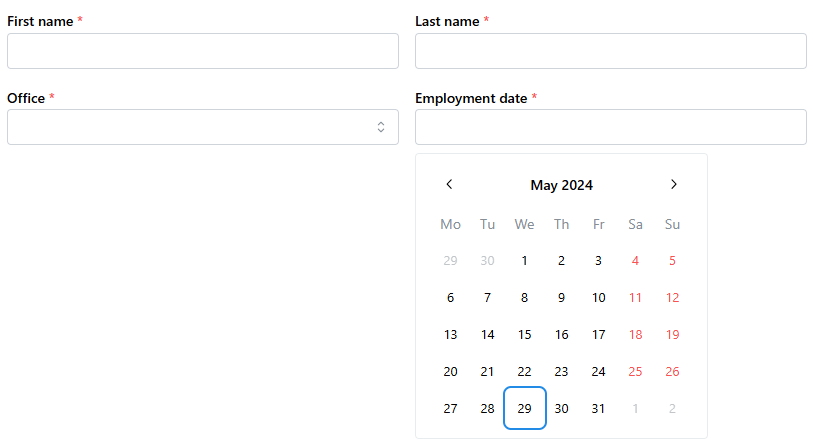 First name * Last name *
Office * Employment date *
May 2024
Mo Tu We Th Fr Sa Su
29 30 1 2 3 4 5
6 7 8 9 10 11 12
13 14 15 16 17 18 19
20 21 22 23 24 25 26
27 28 29 30 31 1 2